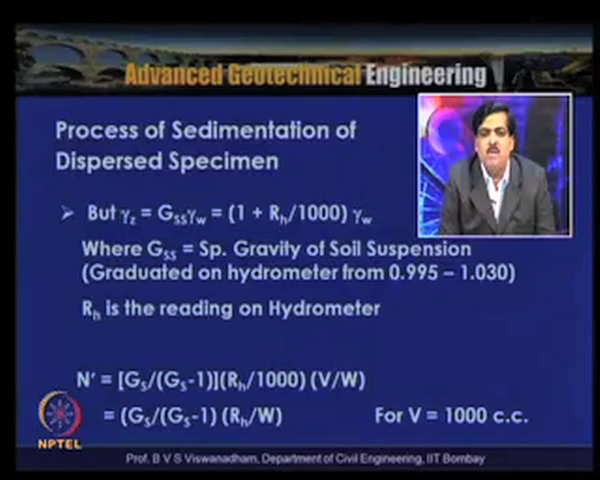 Advanced Geotechnical Engineering
Process of Sedimentation of
Dispersed Specimen
➢ But γz = Gssγw = (1 + Rh/1000) γw
Where Gss = Sp. Gravity of Soil Suspension
(Graduated on hydrometer from 0.995 – 1.030)
Rh is the reading on Hydrometer
N' = [Gs/(Gs-1)](Rh/1000) (V/W)
= (Gs/(Gs-1) (Rh/W) For V = 1000 c.c.
NPTEL
Prof. B V S Viswanadham, Department of Civil Engineering, IIT Bombay